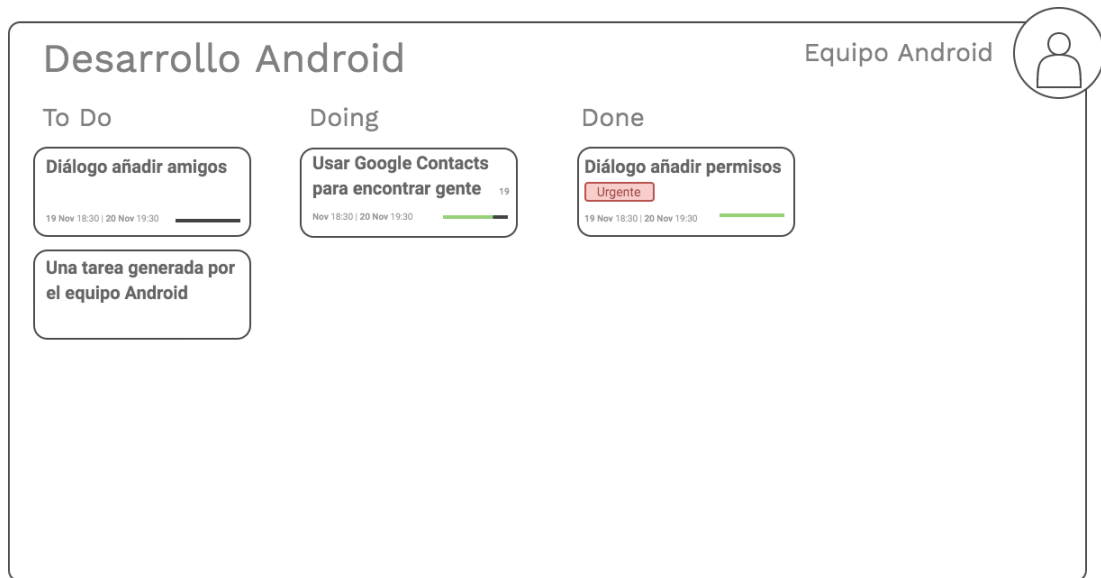 Desarrollo Android
Equipo Android
To Do
Doing
Done
Diálogo añadir amigos
19 Nov 18:30 | 20 Nov 19:30
Una tarea generada por
el equipo Android
Usar Google Contacts
para encontrar gente 19
Nov 18:30 | 20 Nov 19:30
Diálogo añadir permisos
Urgente
19 Nov 18:30 | 20 Nov 19:30